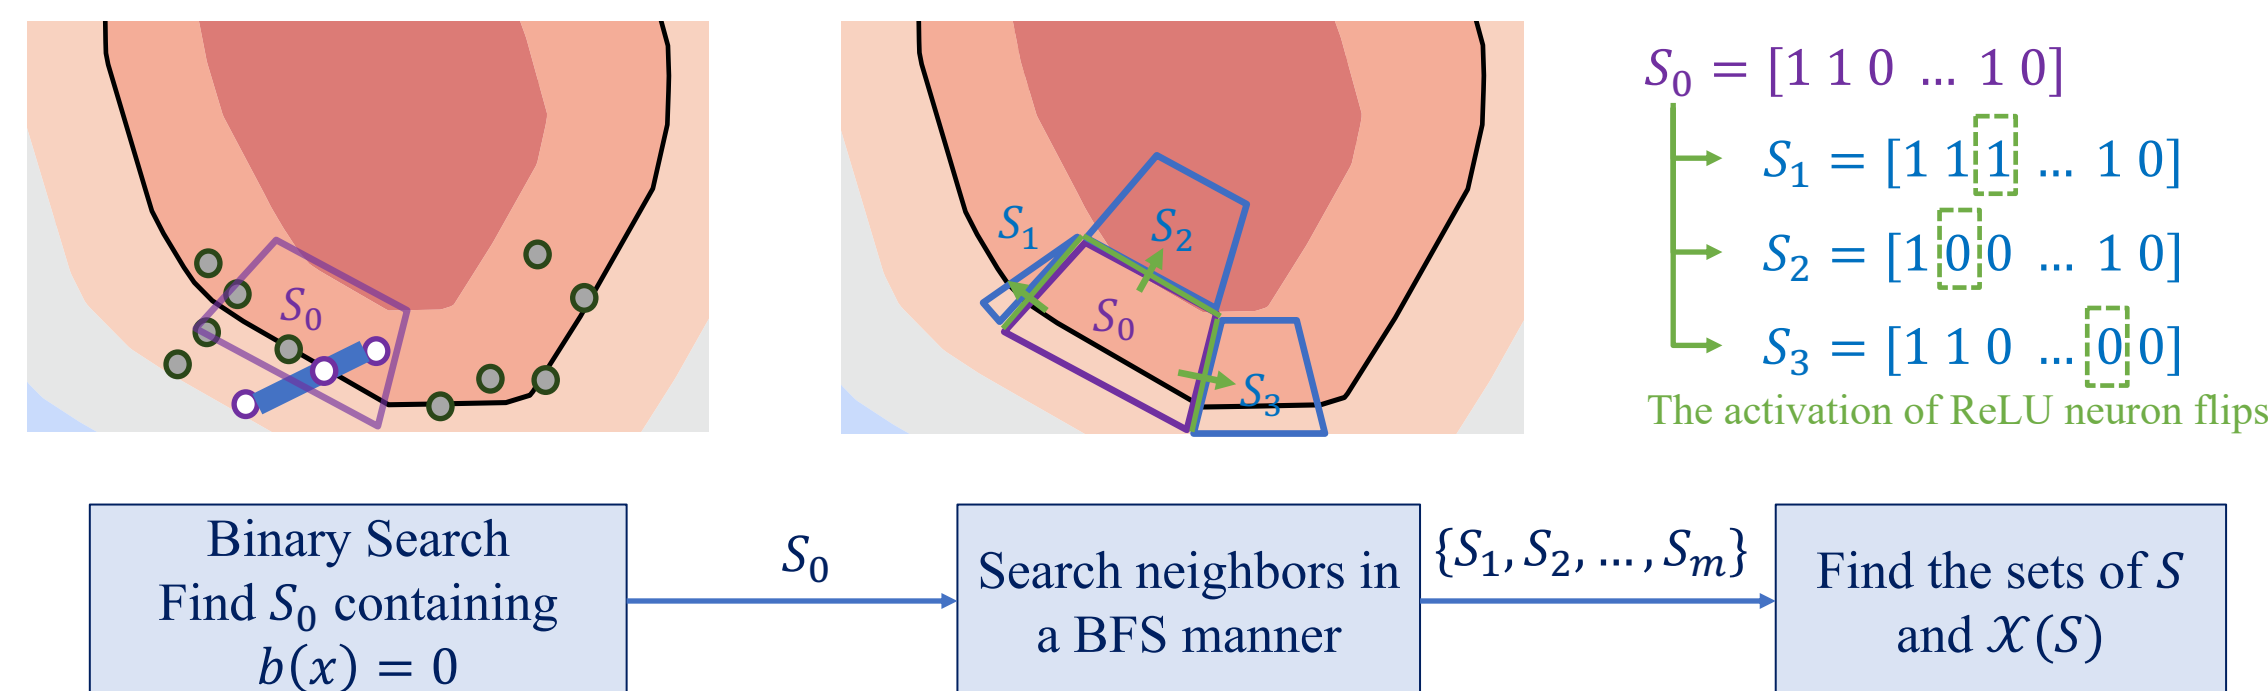 S₀
S₁
S₂
S₀
S₃
S₀ = [1 1 0 … 1 0]
S₁ = [1 1 1 … 1 0]
S₂ = [1 0 0 … 1 0]
S₃ = [1 1 0 … 0 0]
The activation of ReLU neuron flips
Binary Search
Find S₀ containing
b(x) = 0
S₀
Search neighbors in
a BFS manner
{S₁, S₂, … , Sₘ}
Find the sets of S
and 𝒳(S)